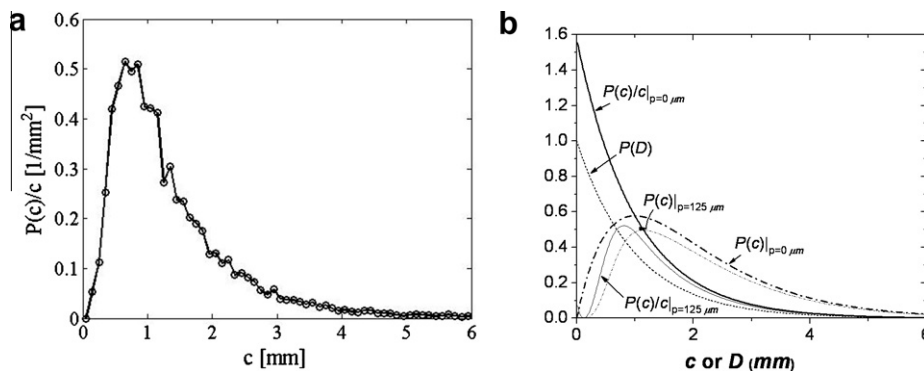 a
0.6
0.5
0.4
0.3
0.2
0.1
0
P(c)/c [1/mm²]
0 1 2 3 4 5 6
c [mm]
b
1.6
1.4
1.2
1.0
0.8
0.6
0.4
0.2
0.0
P(c)/c|p=0 μm
P(D)
P(c)|p=125 μm
P(c)|p=0 μm
P(c)/c|p=125 μm
0 2 4 6
c or D (mm)